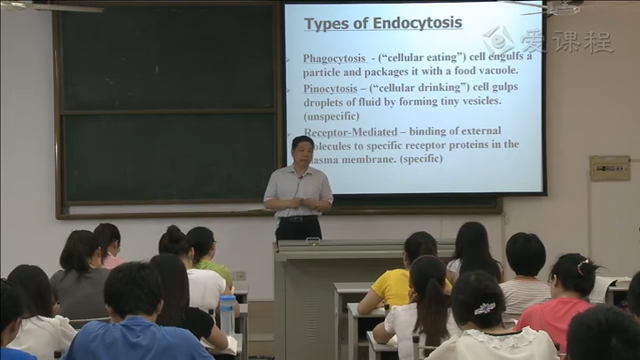 爱课程
Types of Endocytosis
Phagocytosis - ("cellular eating") cell engulfs a
particle and packages it with a food vacuole.
Pinocytosis – ("cellular drinking") cell gulps
droplets of fluid by forming tiny vesicles.
(unspecific)
Receptor-Mediated – binding of external
molecules to specific receptor proteins in the
plasma membrane. (specific)